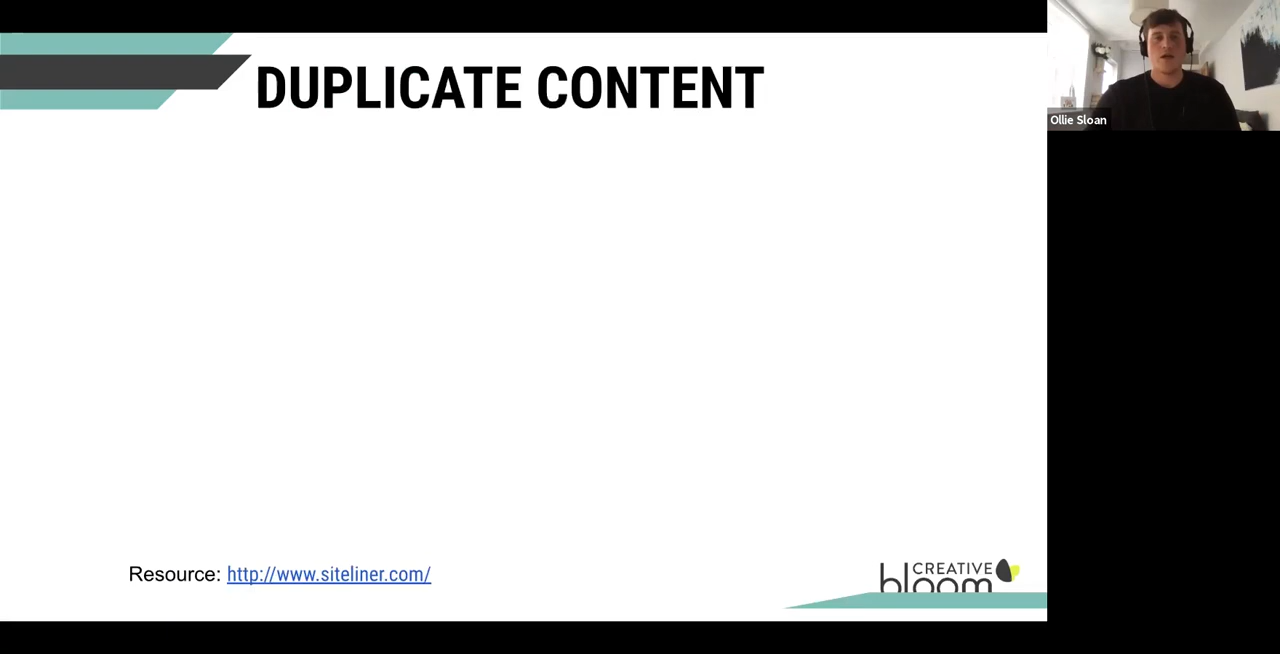 DUPLICATE CONTENT
Ollie Sloan
Resource: http://www.siteliner.com/
CREATIVE
bloom